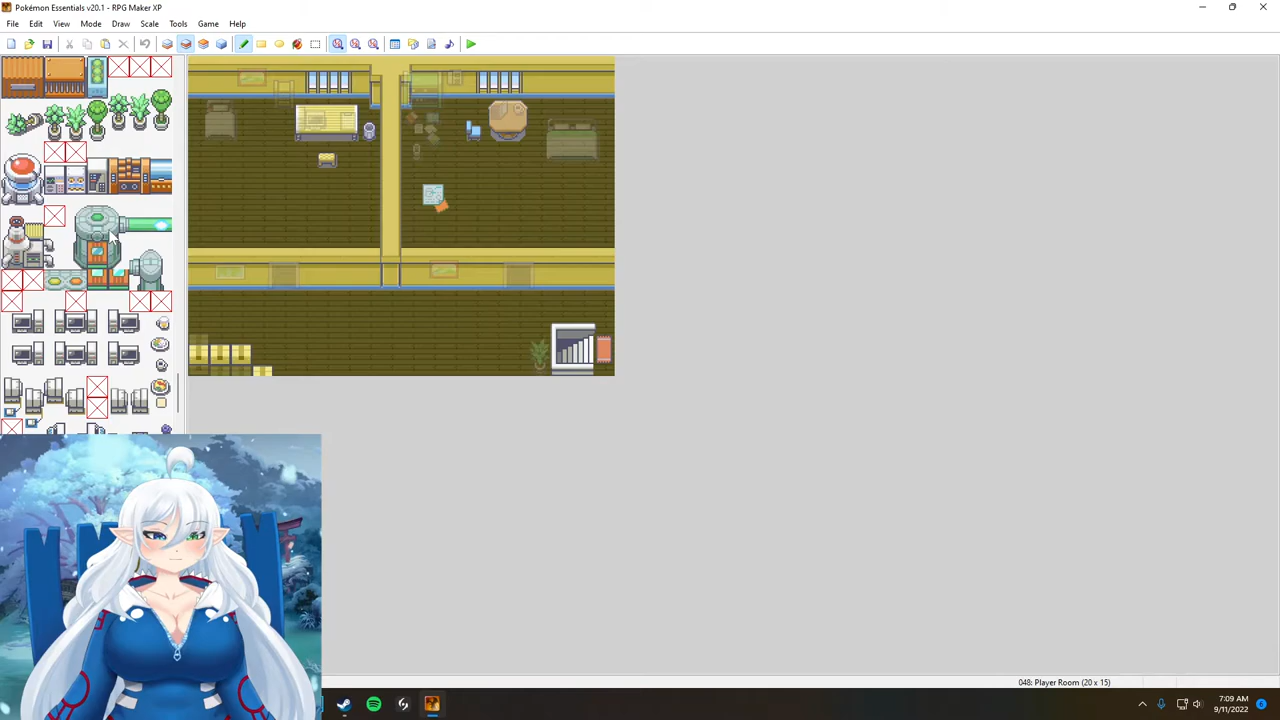 Pokémon Essentials v20.1 - RPG Maker XP
File Edit View Mode Draw Scale Tools Game Help
048: Player Room (20 x 15)
7:09 AM
9/11/2022